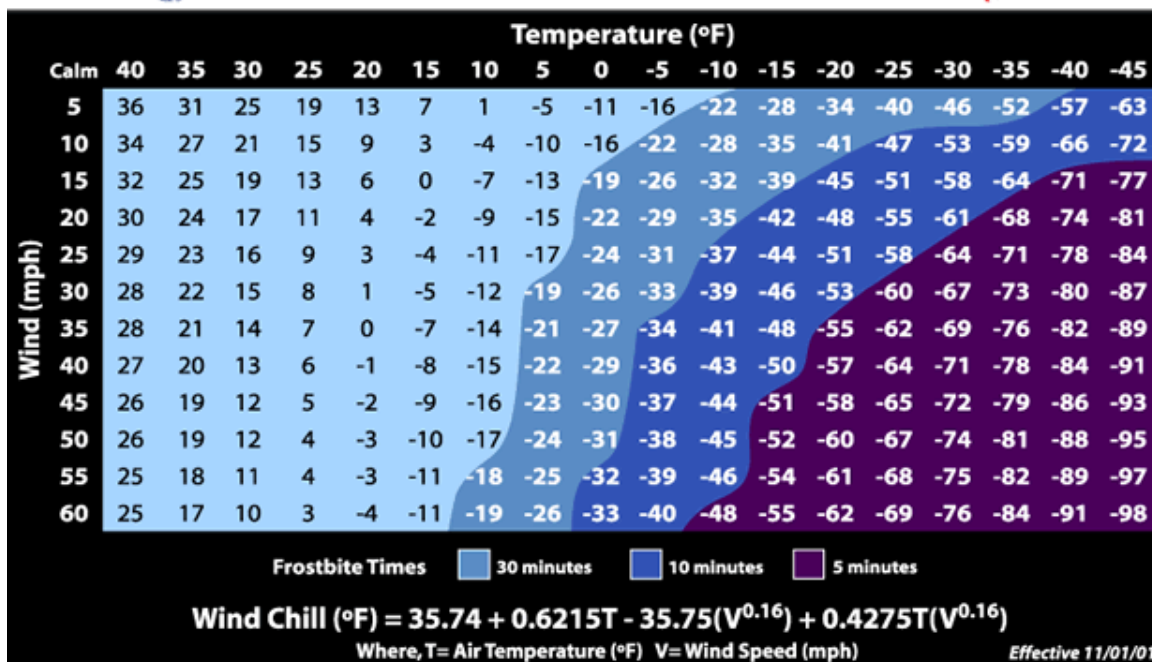 Temperature (ºF)
Calm 40 35 30 25 20 15 10 5 0 -5 -10 -15 -20 -25 -30 -35 -40 -45
5 36 31 25 19 13 7 1 -5 -11 -16 -22 -28 -34 -40 -46 -52 -57 -63
10 34 27 21 15 9 3 -4 -10 -16 -22 -28 -35 -41 -47 -53 -59 -66 -72
15 32 25 19 13 6 0 -7 -13 -19 -26 -32 -39 -45 -51 -58 -64 -71 -77
20 30 24 17 11 4 -2 -9 -15 -22 -29 -35 -42 -48 -55 -61 -68 -74 -81
Wind (mph)
25 29 23 16 9 3 -4 -11 -17 -24 -31 -37 -44 -51 -58 -64 -71 -78 -84
30 28 22 15 8 1 -5 -12 -19 -26 -33 -39 -46 -53 -60 -67 -73 -80 -87
35 28 21 14 7 0 -7 -14 -21 -27 -34 -41 -48 -55 -62 -69 -76 -82 -89
40 27 20 13 6 -1 -8 -15 -22 -29 -36 -43 -50 -57 -64 -71 -78 -84 -91
45 26 19 12 5 -2 -9 -16 -23 -30 -37 -44 -51 -58 -65 -72 -79 -86 -93
50 26 19 12 4 -3 -10 -17 -24 -31 -38 -45 -52 -60 -67 -74 -81 -88 -95
55 25 18 11 4 -3 -11 -18 -25 -32 -39 -46 -54 -61 -68 -75 -82 -89 -97
60 25 17 10 3 -4 -11 -19 -26 -33 -40 -48 -55 -62 -69 -76 -84 -91 -98
Frostbite Times 30 minutes 10 minutes 5 minutes
Wind Chill (ºF) = 35.74 + 0.6215T - 35.75(V^0.16) + 0.4275T(V^0.16)
Where, T= Air Temperature (ºF) V= Wind Speed (mph) Effective 11/01/01